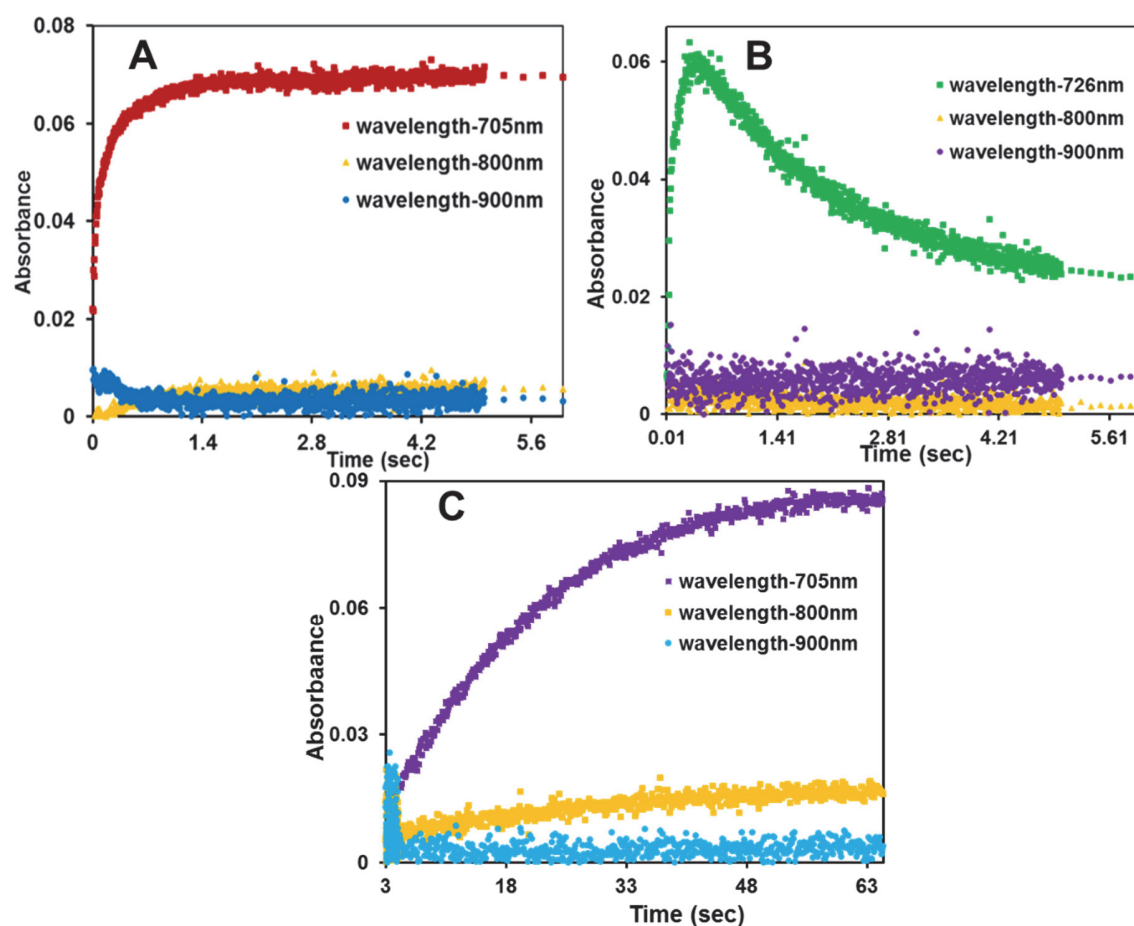 A
0.08
0.06
0.04
0.02
0
Absorbance
wavelength-705nm
wavelength-800nm
wavelength-900nm
0
1.4
2.8
4.2
5.6
Time (sec)
B
0.06
0.04
0.02
0
Absorbance
wavelength-726nm
wavelength-800nm
wavelength-900nm
0.01
1.41
2.81
4.21
5.61
Time (sec)
C
0.09
0.06
0.03
0
Absorbaance
wavelength-705nm
wavelength-800nm
wavelength-900nm
3
18
33
48
63
Time (sec)